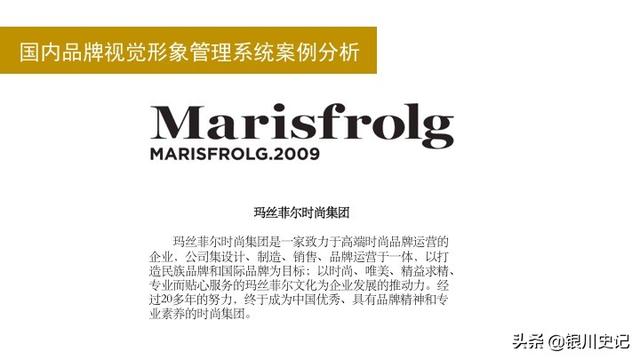 国内品牌视觉形象管理系统案例分析
Marisfrolg
MARISFROLG.2009
玛丝菲尔时尚集团
玛丝菲尔时尚集团是一家致力于高端时尚品牌运营的
企业，公司集设计、制造、销售、品牌运营于一体，以打
造民族品牌和国际品牌为目标；以时尚、唯美、精益求精、
专业而贴心服务的玛丝菲尔文化为企业发展的推动力。经
过20多年的努力，终于成为中国优秀、具有品牌精神和专
业素养的时尚集团。
头条 @银川史记